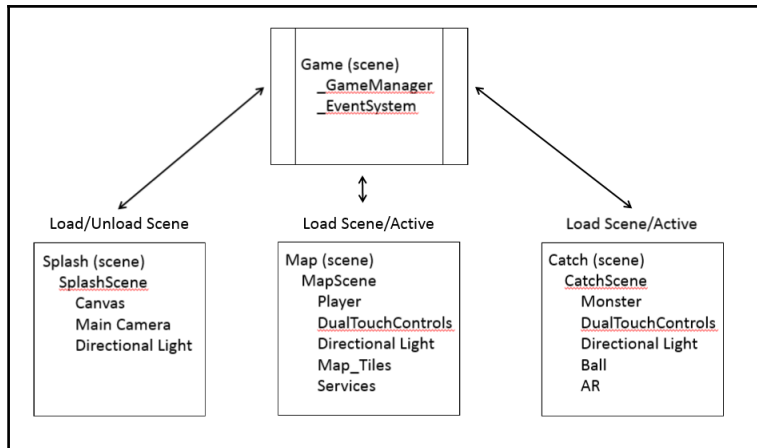 Game (scene)
_GameManager
_EventSystem
Load/Unload Scene
Splash (scene)
SplashScene
Canvas
Main Camera
Directional Light
Load Scene/Active
Map (scene)
MapScene
Player
DualTouchControls
Directional Light
Map_Tiles
Services
Load Scene/Active
Catch (scene)
CatchScene
Monster
DualTouchControls
Directional Light
Ball
AR